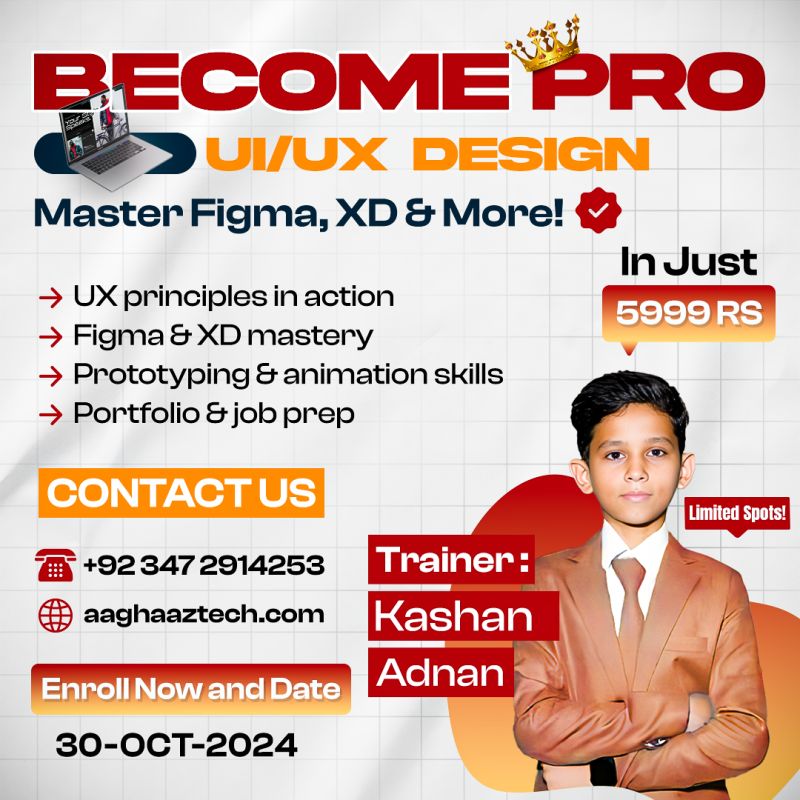 BECOME PRO
UI/UX DESIGN
Master Figma, XD & More!
In Just
5999 RS
→ UX principles in action
→ Figma & XD mastery
→ Prototyping & animation skills
→ Portfolio & job prep
CONTACT US
Limited Spots!
+92 347 2914253
aaghaaztech.com
Trainer :
Kashan
Adnan
Enroll Now and Date
30-OCT-2024